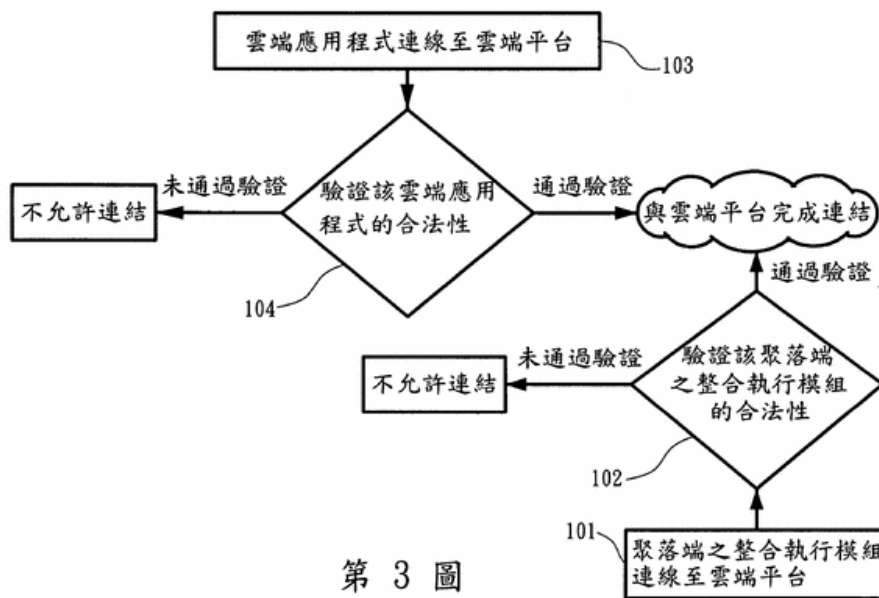 雲端應用程式連線至雲端平台
103
未通過驗證
不允許連結
驗證該雲端應用
程式的合法性
通過驗證
與雲端平台完成連結
104
通過驗證
未通過驗證
不允許連結
驗證該聚落端
之整合執行模組
的合法性
102
101
聚落端之整合執行模組
連線至雲端平台
第 3 圖